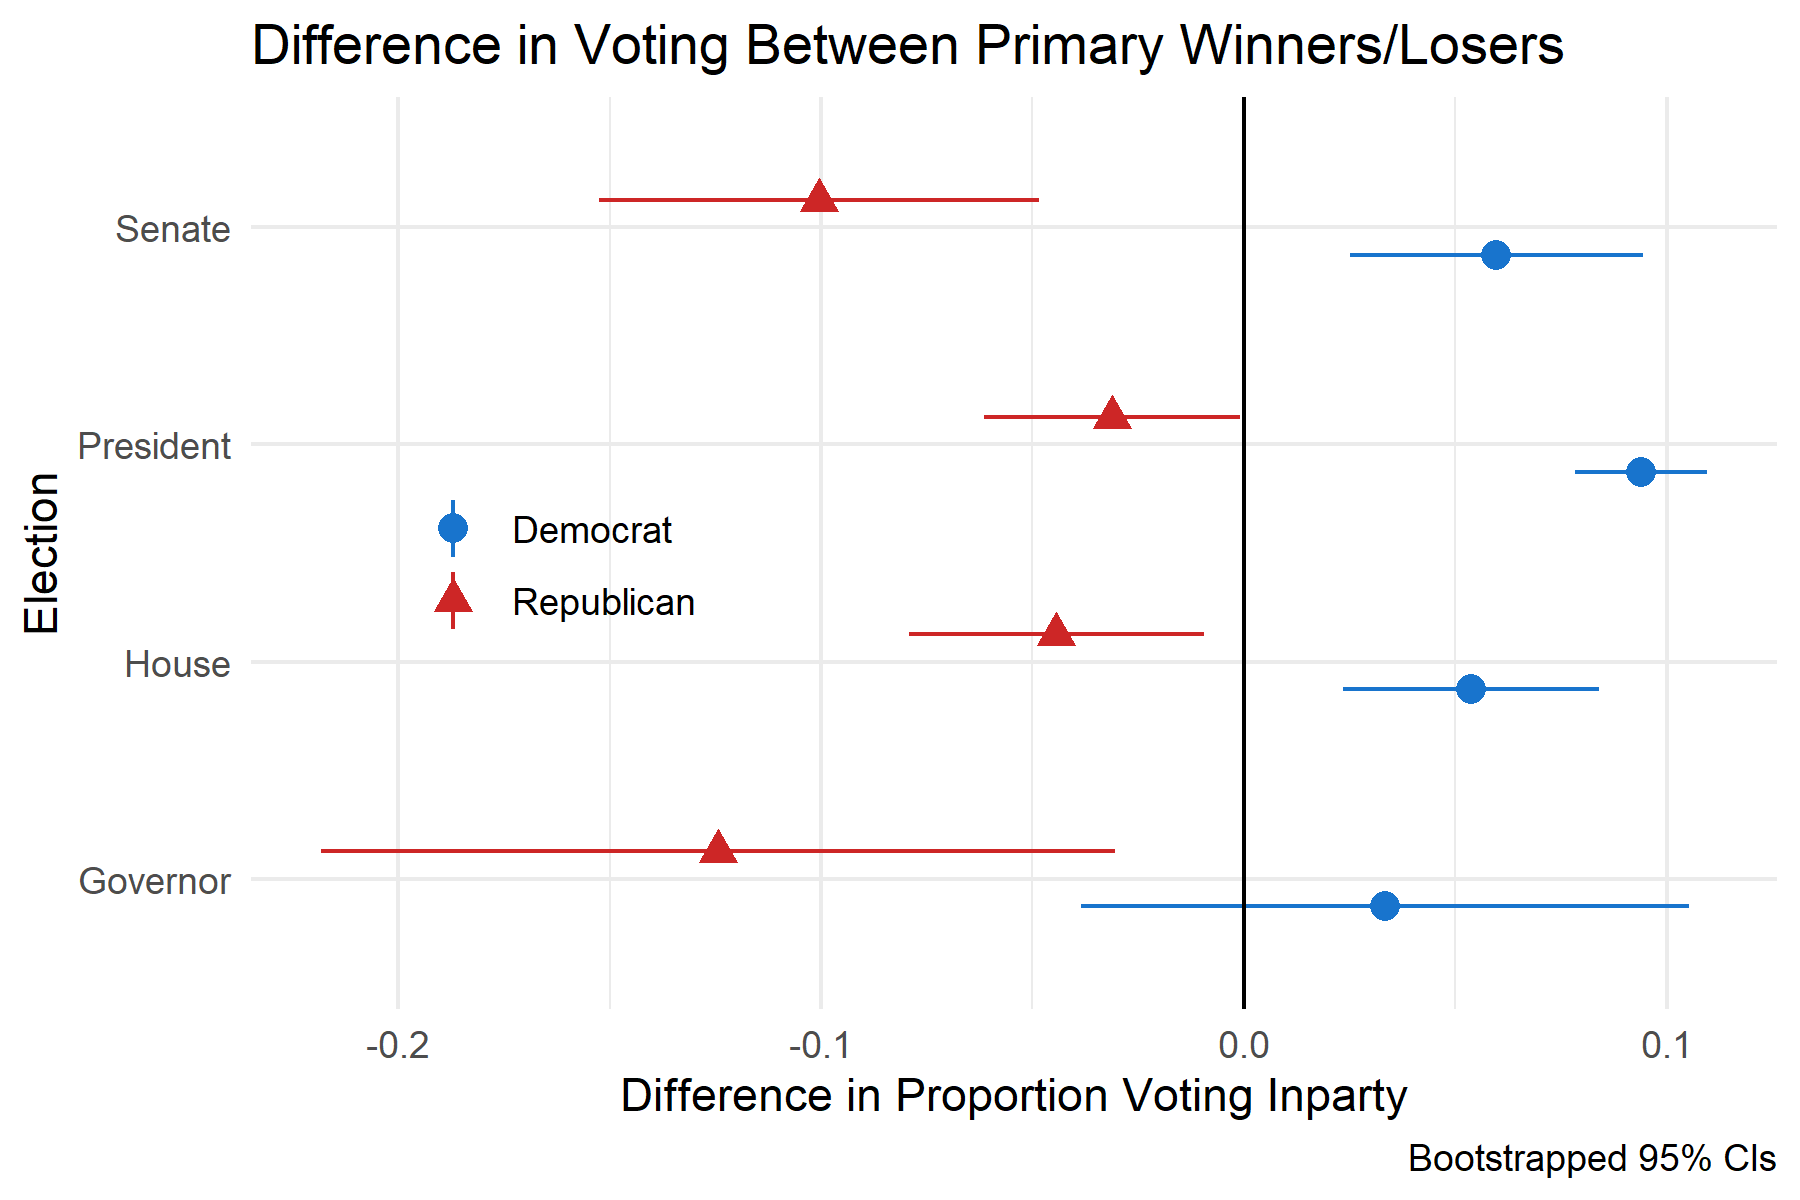 Difference in Voting Between Primary Winners/Losers
Senate
President
House
Governor
Election
Democrat
Republican
-0.2
-0.1
0.0
0.1
Difference in Proportion Voting Inparty
Bootstrapped 95% CIs